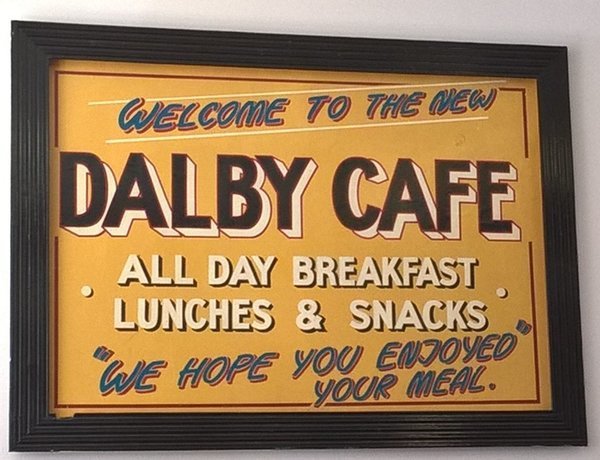 WELCOME TO THE NEW
DALBY CAFE
ALL DAY BREAKFAST
• LUNCHES & SNACKS •
"WE HOPE YOU ENJOYED"
YOUR MEAL.